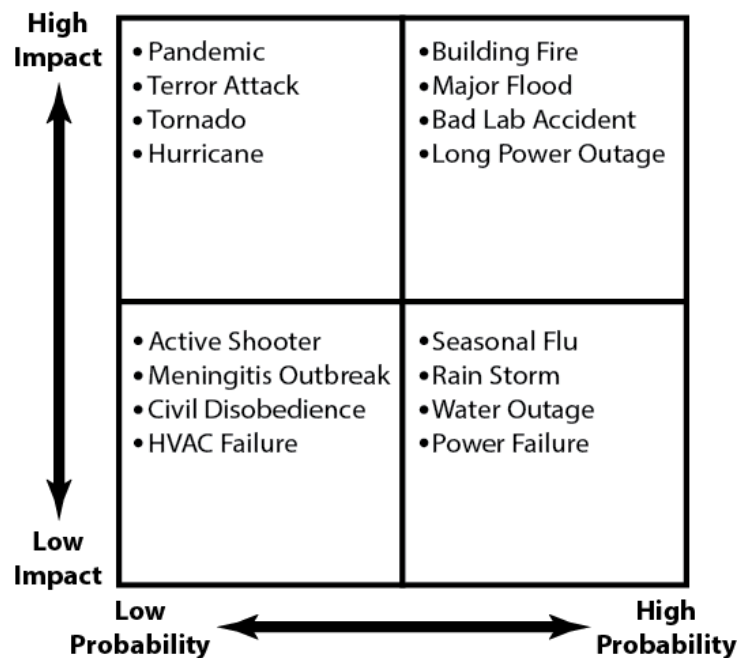 High
Impact
• Pandemic
• Terror Attack
• Tornado
• Hurricane
• Building Fire
• Major Flood
• Bad Lab Accident
• Long Power Outage
• Active Shooter
• Meningitis Outbreak
• Civil Disobedience
• HVAC Failure
• Seasonal Flu
• Rain Storm
• Water Outage
• Power Failure
Low
Impact
Low
Probability
High
Probability